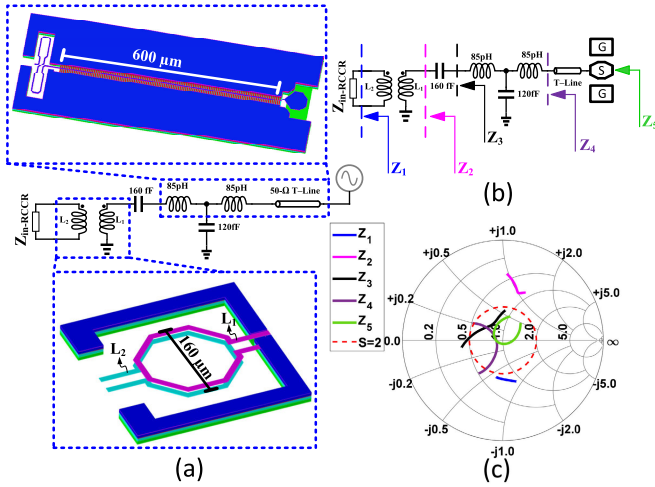 600 μm
Zin-RCCR
L2
L1
160 fF
85pH
85pH
50-Ω T-Line
120fF
L1
L2
160 μm
(a)
Zin-RCCR
L2
L1
160 fF
85pH
85pH
T-Line
120fF
G
S
G
Z1
Z2
Z3
Z4
Z5
(b)
Z1
Z2
Z3
Z4
Z5
S=2
+j1.0
+j0.5
+j2.0
+j0.2
+j5.0
0.0
0.2
0.5
1.0
2.0
5.0
∞
-j0.2
-j5.0
-j0.5
-j2.0
-j1.0
(c)